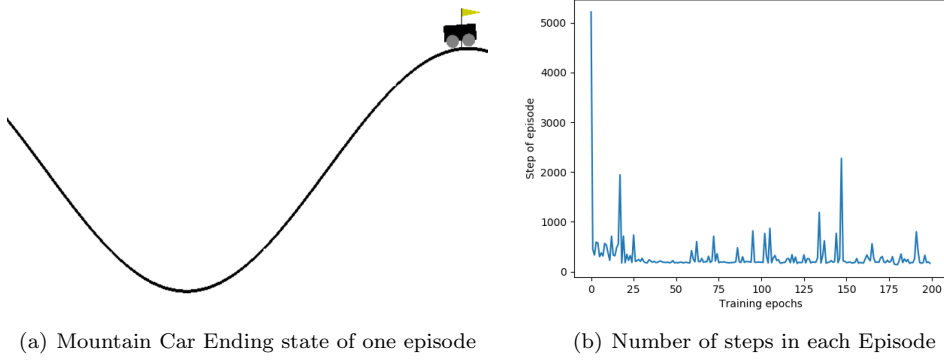 5000
4000
3000
2000
1000
0
Step of episode
0 25 50 75 100 125 150 175 200
Training epochs
(a) Mountain Car Ending state of one episode
(b) Number of steps in each Episode